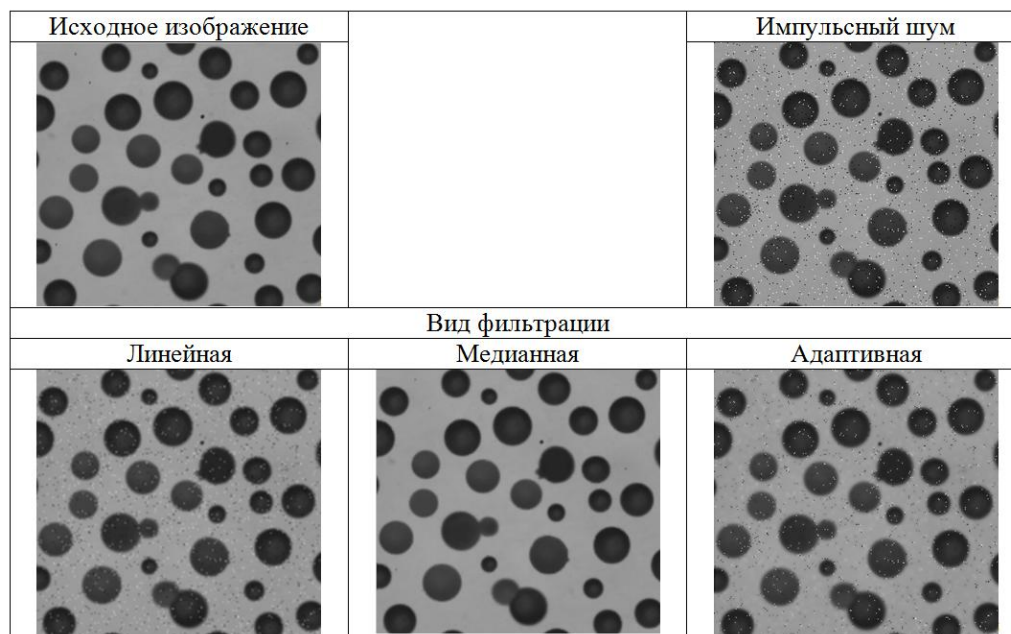 Исходное изображение
Импульсный шум
Вид фильтрации
Линейная
Медианная
Адаптивная